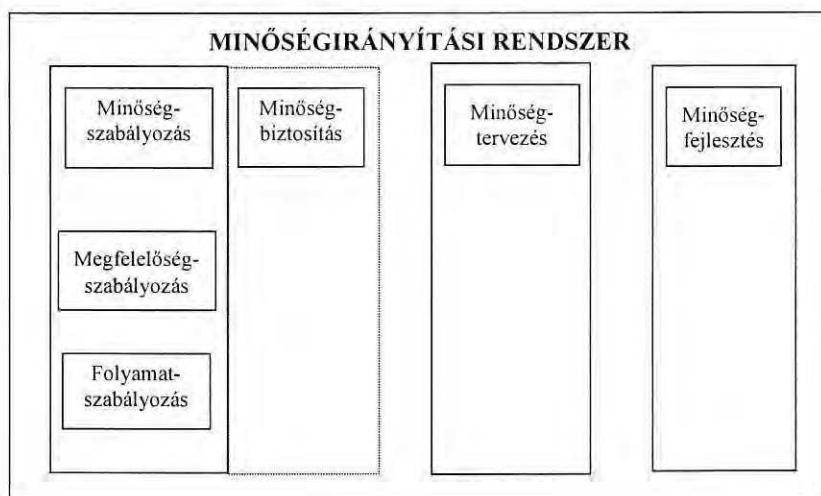 MINŐSÉGIRÁNYÍTÁSI RENDSZER
Minőség-
szabályozás
Minőség-
biztosítás
Minőség-
tervezés
Minőség-
fejlesztés
Megfelelőség-
szabályozás
Folyamat-
szabályozás